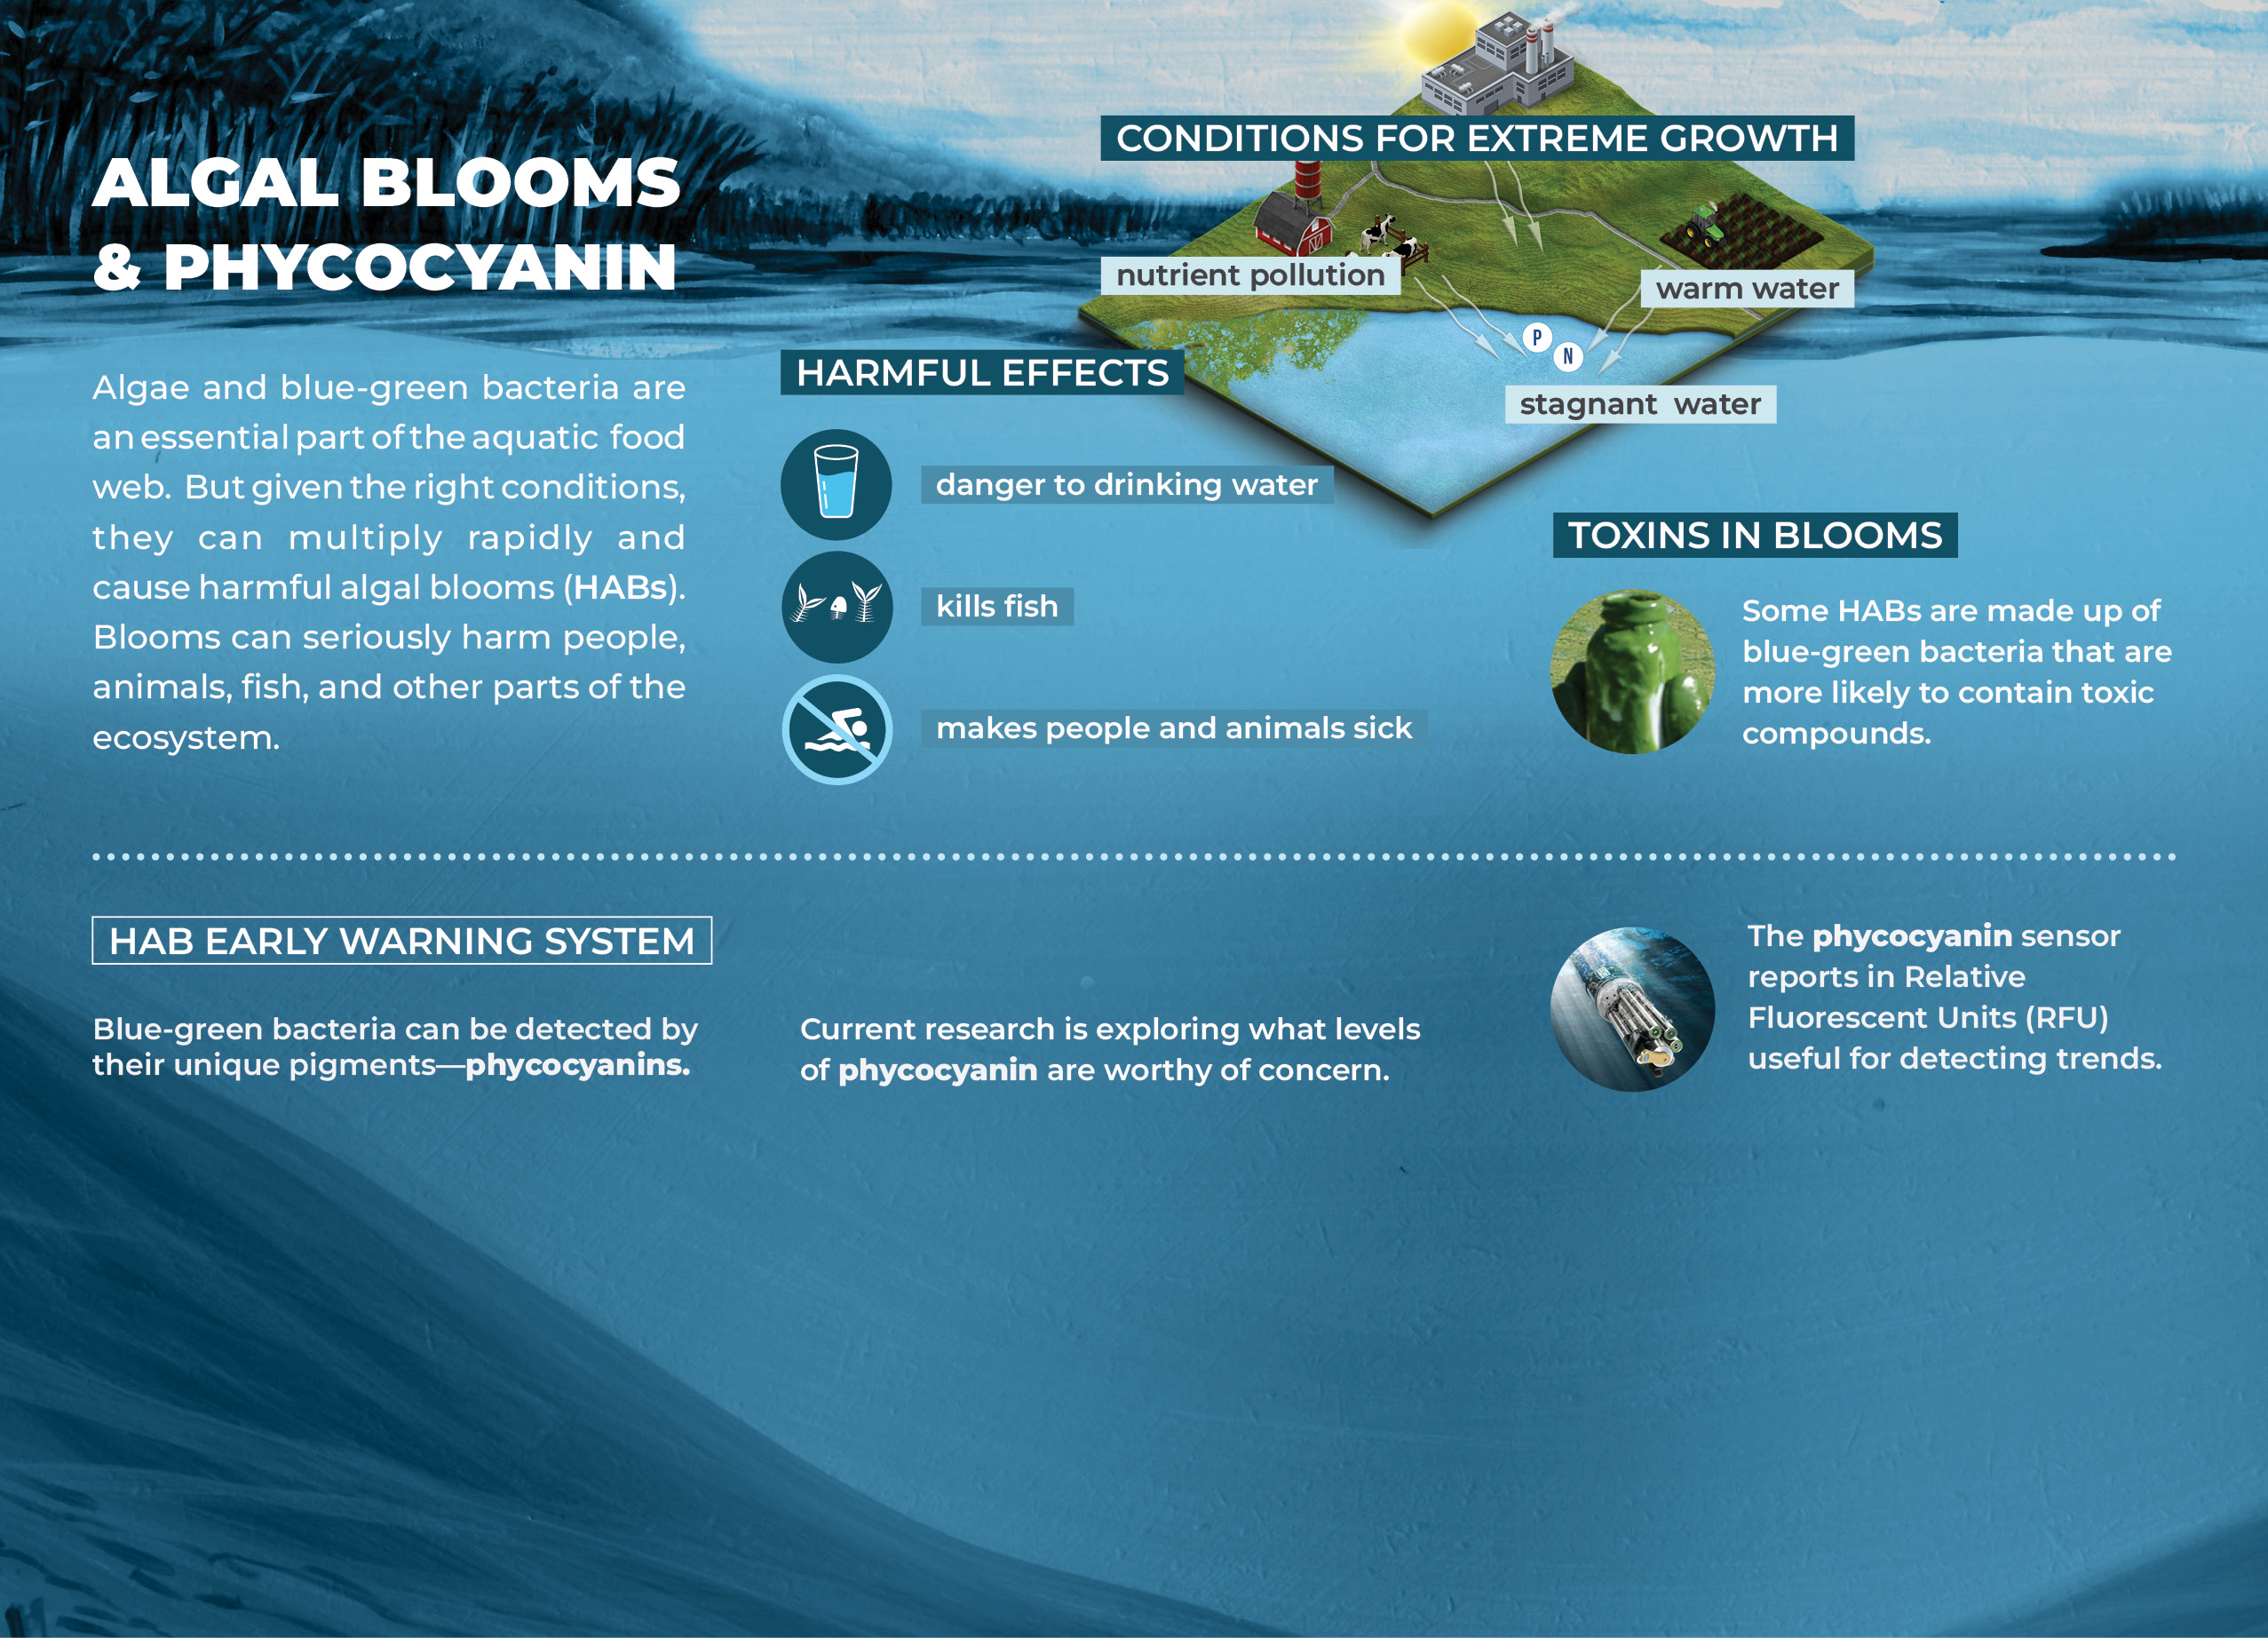 ALGAL BLOOMS
& PHYCOCYANIN
Algae and blue-green bacteria are
an essential part of the aquatic food
web. But given the right conditions,
they can multiply rapidly and
cause harmful algal blooms (HABs).
Blooms can seriously harm people,
animals, fish, and other parts of the
ecosystem.
CONDITIONS FOR EXTREME GROWTH
nutrient pollution
warm water
P
N
stagnant water
HARMFUL EFFECTS
danger to drinking water
kills fish
makes people and animals sick
TOXINS IN BLOOMS
Some HABs are made up of
blue-green bacteria that are
more likely to contain toxic
compounds.
HAB EARLY WARNING SYSTEM
Blue-green bacteria can be detected by
their unique pigments—phycocyanins.
Current research is exploring what levels
of phycocyanin are worthy of concern.
The phycocyanin sensor
reports in Relative
Fluorescent Units (RFU)
useful for detecting trends.